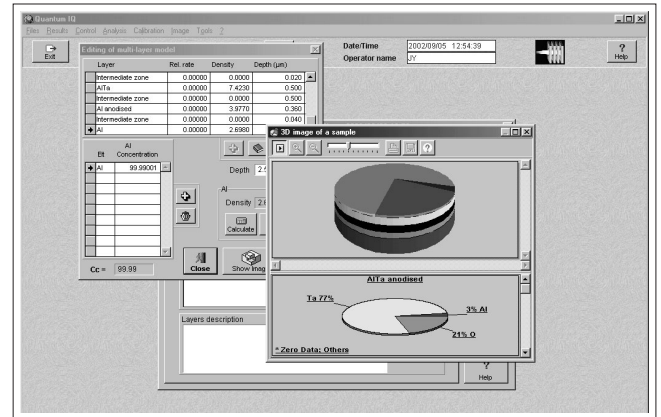 Quantum IQ
Files Results Control Analysis Calibration Image Tools ?
Exit
Date/Time 2002/09/05 12:54:39
Operator name JY
Help
Editing of multi-layer model
Layer Rel. rate Density Depth (µm)
Intermediate zone 0.00000 0.0000 0.020
AlTa 0.00000 7.4230 0.500
Intermediate zone 0.00000 0.0000 0.500
Al anodised 0.00000 3.9770 0.360
Intermediate zone 0.00000 0.0000 0.040
Al 0.00000 2.6980
Al
Elt Concentration
Al 99.99001
Depth
Al
Density
Calculate
Cc = 99.99
Close
Show imag
3D image of a sample
AlTa anodised
Ta 77%
3% Al
21% O
* Zero Data: Others
Layers description
?
Help